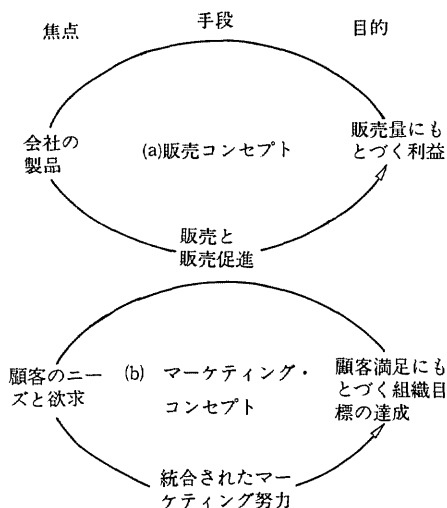 焦点 手段 目的
会社の
製品
(a)販売コンセプト
販売量にも
とづく利益
販売と
販売促進
顧客のニー
ズと欲求
(b) マーケティング・
コンセプト
顧客満足にも
とづく組織目
標の達成
統合されたマー
ケティング努力